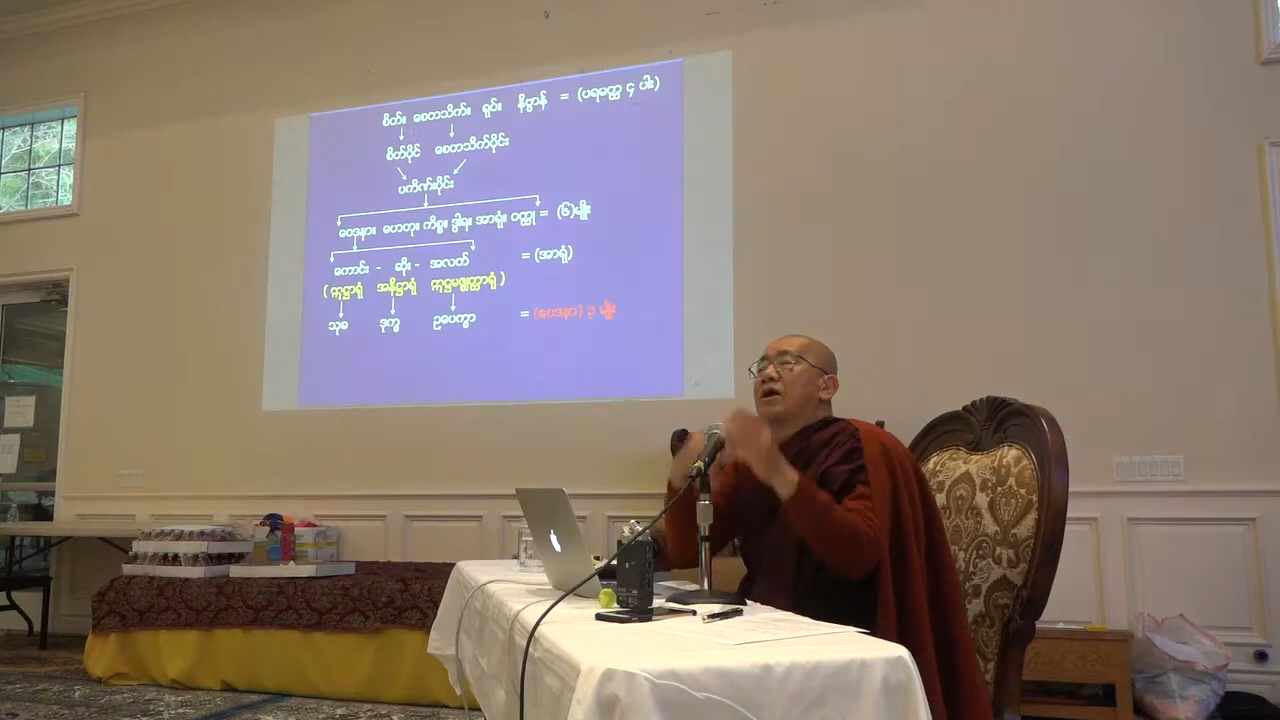 စိတ်။ စေတသိက်။ ရုပ်။ နိဗ္ဗာန် = (ပရမတ္ထ ၄ ပါး)
စိတ်ပိုင် စေတသိက်ပိုင်း
ပကိဏ်းပိုင်း
ဝေဒနာ။ ဟေတု။ ကိစ္စ။ ဒွါရ။ အာရုံ။ ဝတ္ထု = (၆)မျိုး
ကောင်း - ဆိုး - အလတ် = (အာရုံ)
(ဣဋ္ဌာရုံ အနိဋ္ဌာရုံ ဣဋ္ဌမဇ္ဈတ္တာရုံ )
သုခ ဒုက္ခ ဥပေက္ခာ = (ဝေဒနာ) ၃ မျိုး